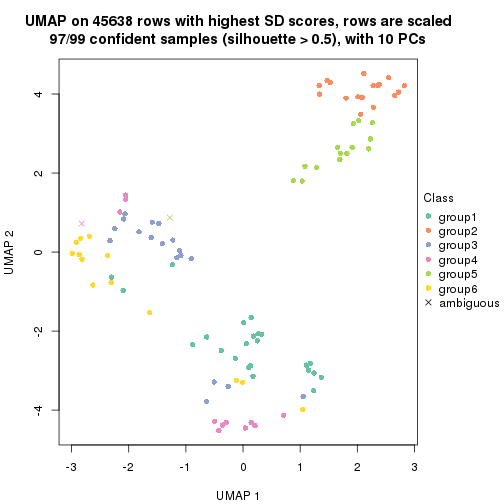 UMAP on 45638 rows with highest SD scores, rows are scaled
97/99 confident samples (silhouette > 0.5), with 10 PCs
UMAP 2
4
2
0
-2
-4
-3
-2
-1
0
1
2
3
UMAP 1
Class
group1
group2
group3
group4
group5
group6
ambiguous